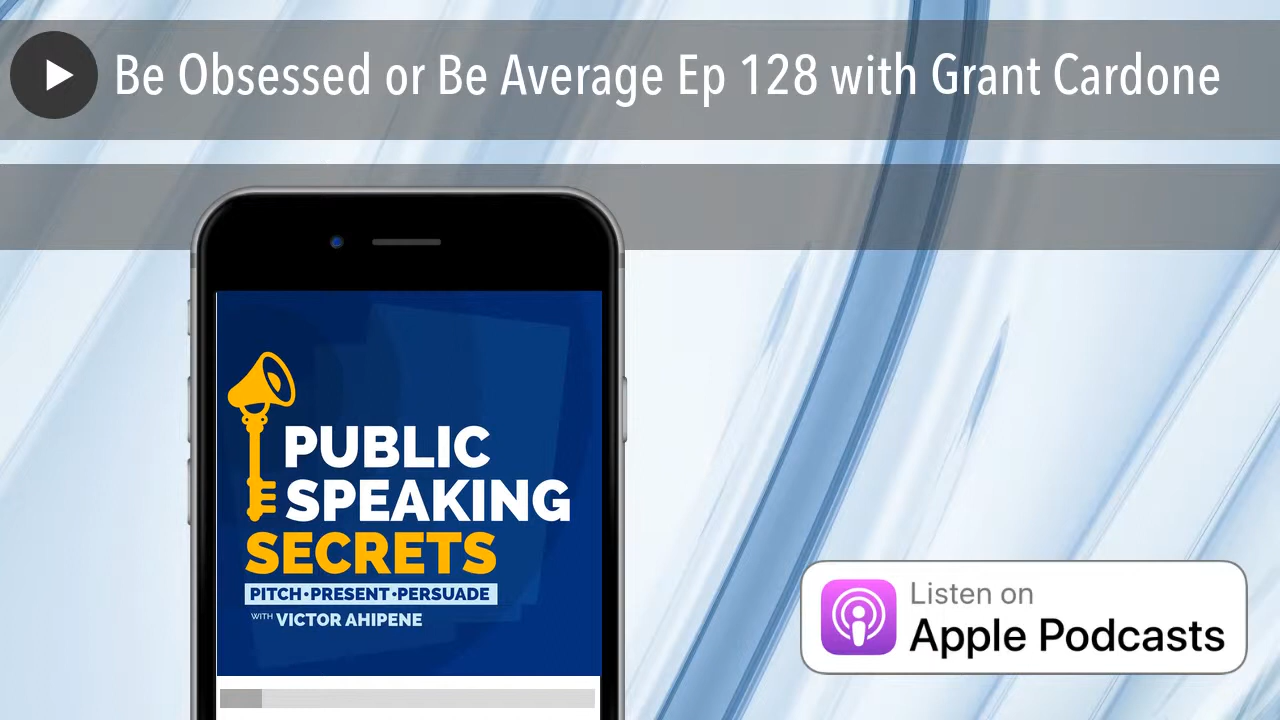 Be Obsessed or Be Average Ep 128 with Grant Cardone
PUBLIC
SPEAKING
SECRETS
PITCH•PRESENT•PERSUADE
WITH VICTOR AHIPENE
Listen on
Apple Podcasts